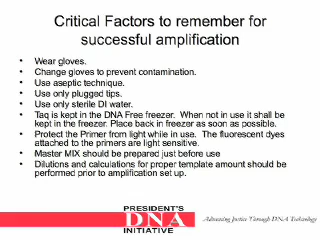 Critical Factors to remember for
successful amplification
• Wear gloves.
• Change gloves to prevent contamination.
• Use aseptic technique.
• Use only plugged tips.
• Use only sterile DI water.
• Taq is kept in the DNA Free freezer. When not in use it shall be
kept in the freezer. Place back in freezer as soon as possible.
• Protect the Primer from light while in use. The fluorescent dyes
attached to the primers are light sensitive.
• Master MIX should be prepared just before use
• Dilutions and calculations for proper template amount should be
performed prior to amplification set up.
PRESIDENT'S
DNA
INITIATIVE
Advancing Justice Through DNA Technology